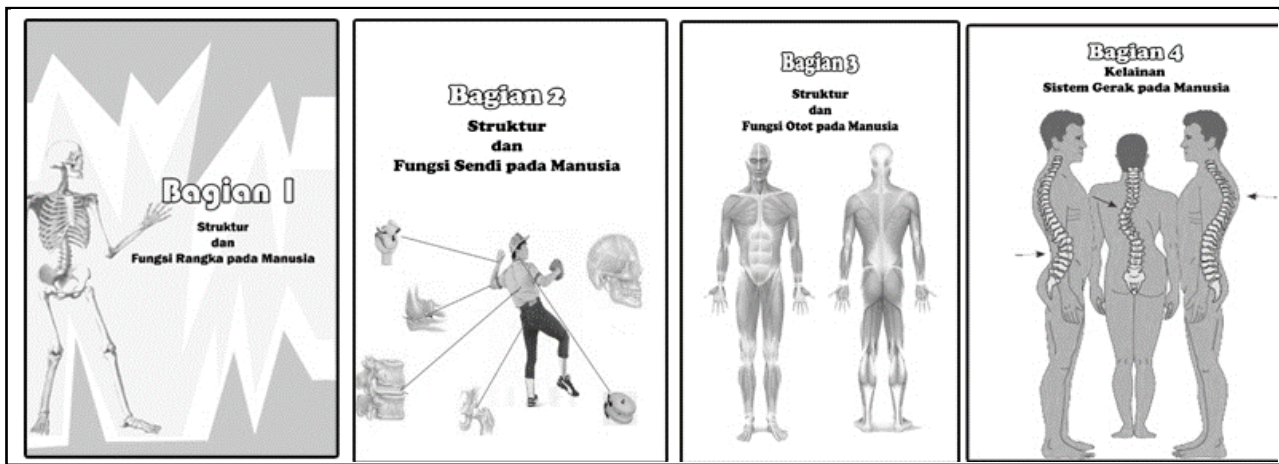 Bagian 1
Struktur
dan
Fungsi Rangka pada Manusia
Bagian 2
Struktur
dan
Fungsi Sendi pada Manusia
Bagian 3
Struktur
dan
Fungsi Otot pada Manusia
Bagian 4
Kelainan
Sistem Gerak pada Manusia